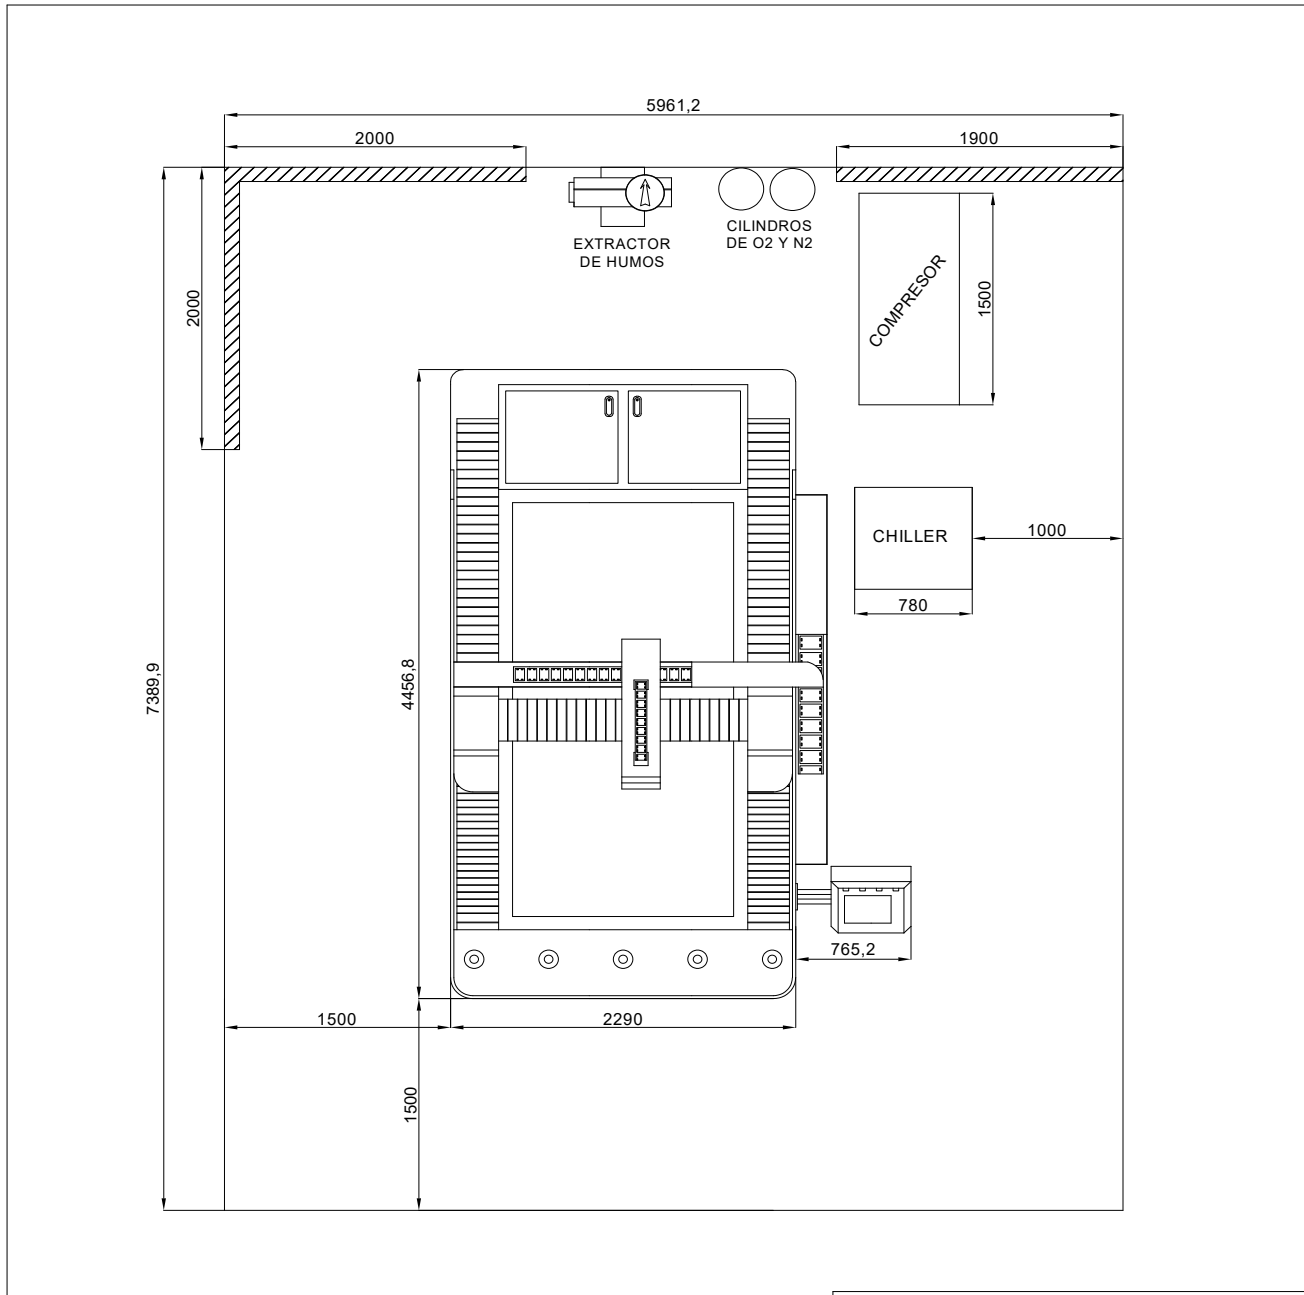 5961,2
2000
1900
EXTRACTOR
DE HUMOS
CILINDROS
DE O2 Y N2
COMPRESOR
1500
2000
CHILLER
1000
780
7389,9
4456,8
765,2
1500
2290
1500